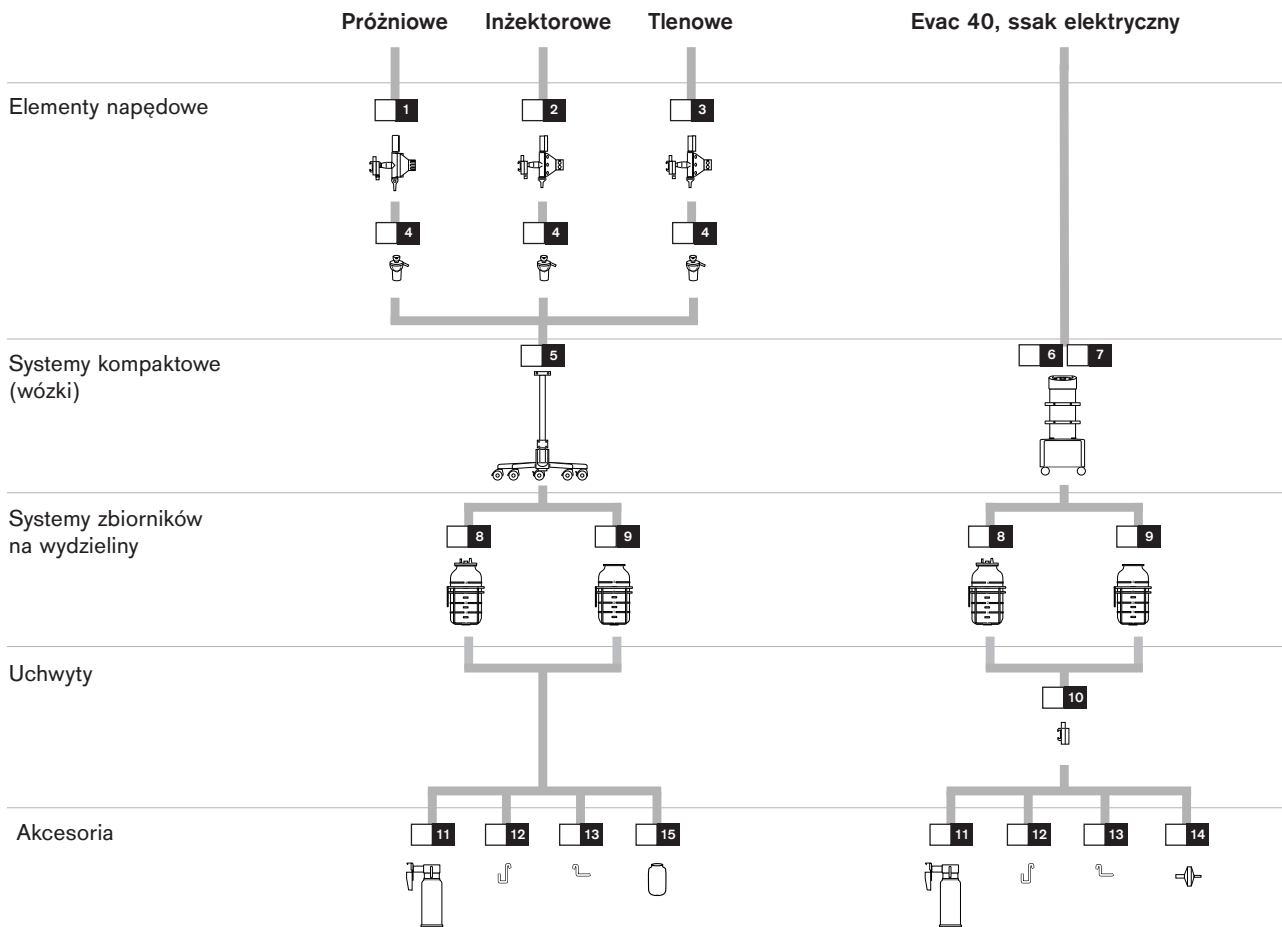 Próżniowe Inżektorowe Tlenowe Evac 40, ssak elektryczny
Elementy napędowe
1 2 3
4 4 4
Systemy kompaktowe
(wózki)
5 6 7
Systemy zbiorników
na wydzieliny
8 9 8 9
Uchwyty
10
Akcesoria
11 12 13 15 11 12 13 14